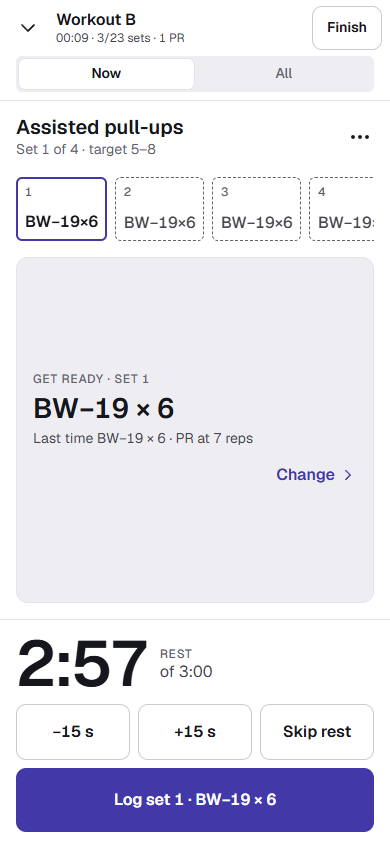 Workout B
00:09 · 3/23 sets · 1 PR
Finish
Now
All
Assisted pull-ups
Set 1 of 4 · target 5–8
1
BW−19×6
2
BW−19×6
3
BW−19×6
4
BW−19
GET READY · SET 1
BW−19 × 6
Last time BW−19 × 6 · PR at 7 reps
Change
2:57
REST
of 3:00
−15 s
+15 s
Skip rest
Log set 1 · BW−19 × 6